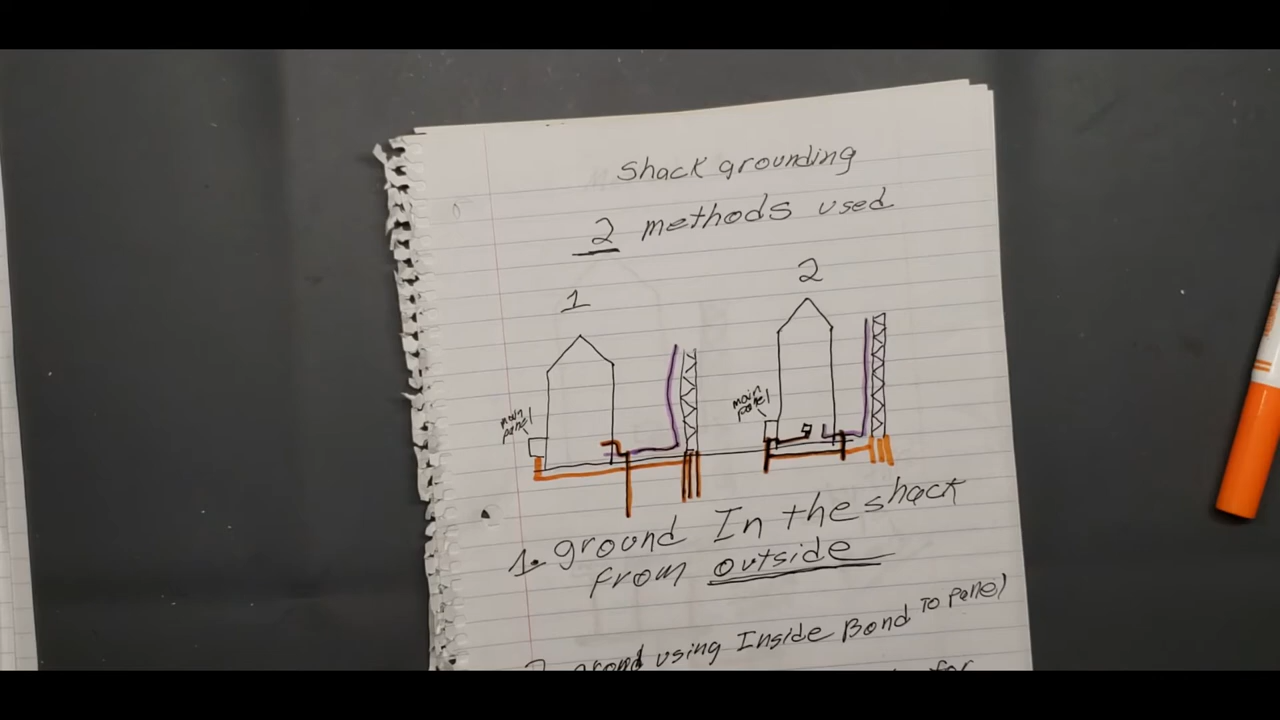 Shack grounding
2 methods used
1
2
main
panel
main
panel
1. ground In the shack
from outside
ground using Inside Bond To panel
for